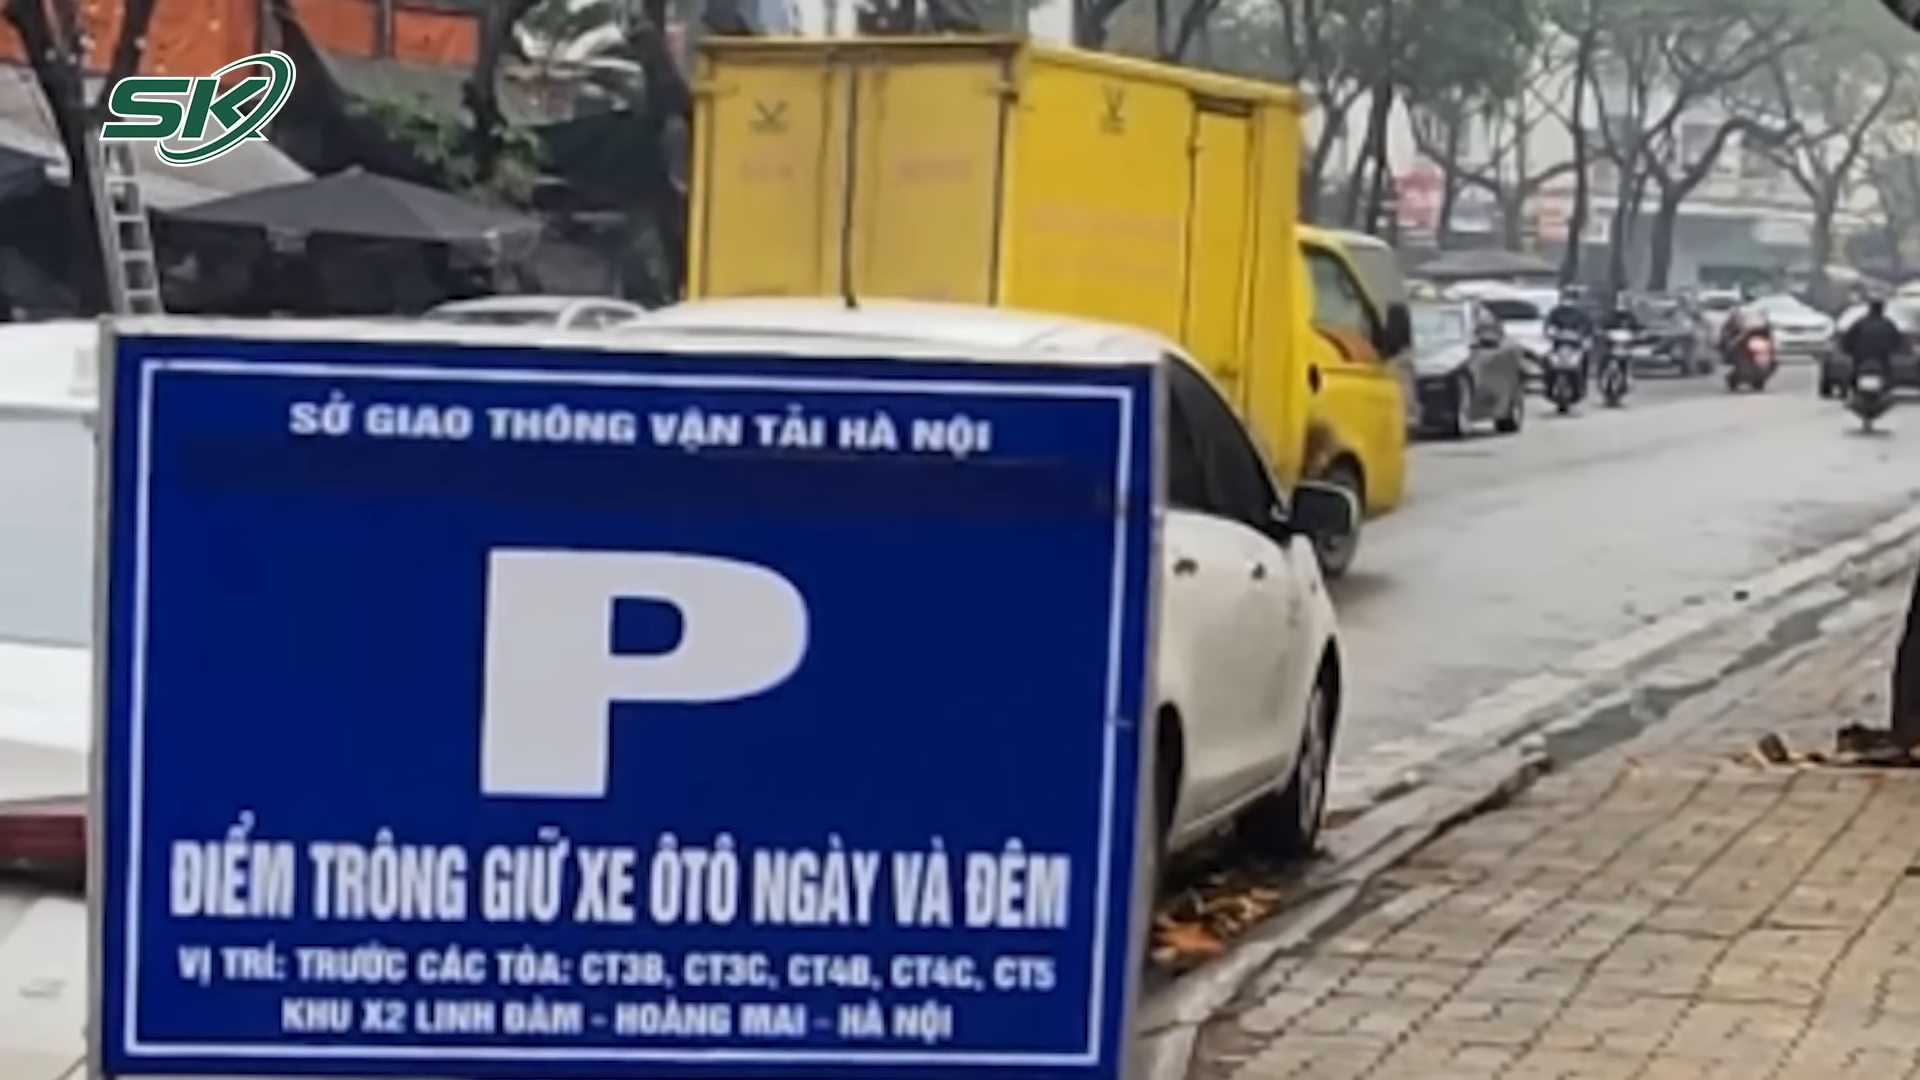 SK
SỞ GIAO THÔNG VẬN TẢI HÀ NỘI
P
ĐIỂM TRÔNG GIỮ XE ÔTÔ NGÀY VÀ ĐÊM
VỊ TRÍ: TRƯỚC CÁC TÒA: CT3B, CT3C, CT4B, CT4C, CT5
KHU X2 LINH ĐÀM - HOÀNG MAI - HÀ NỘI